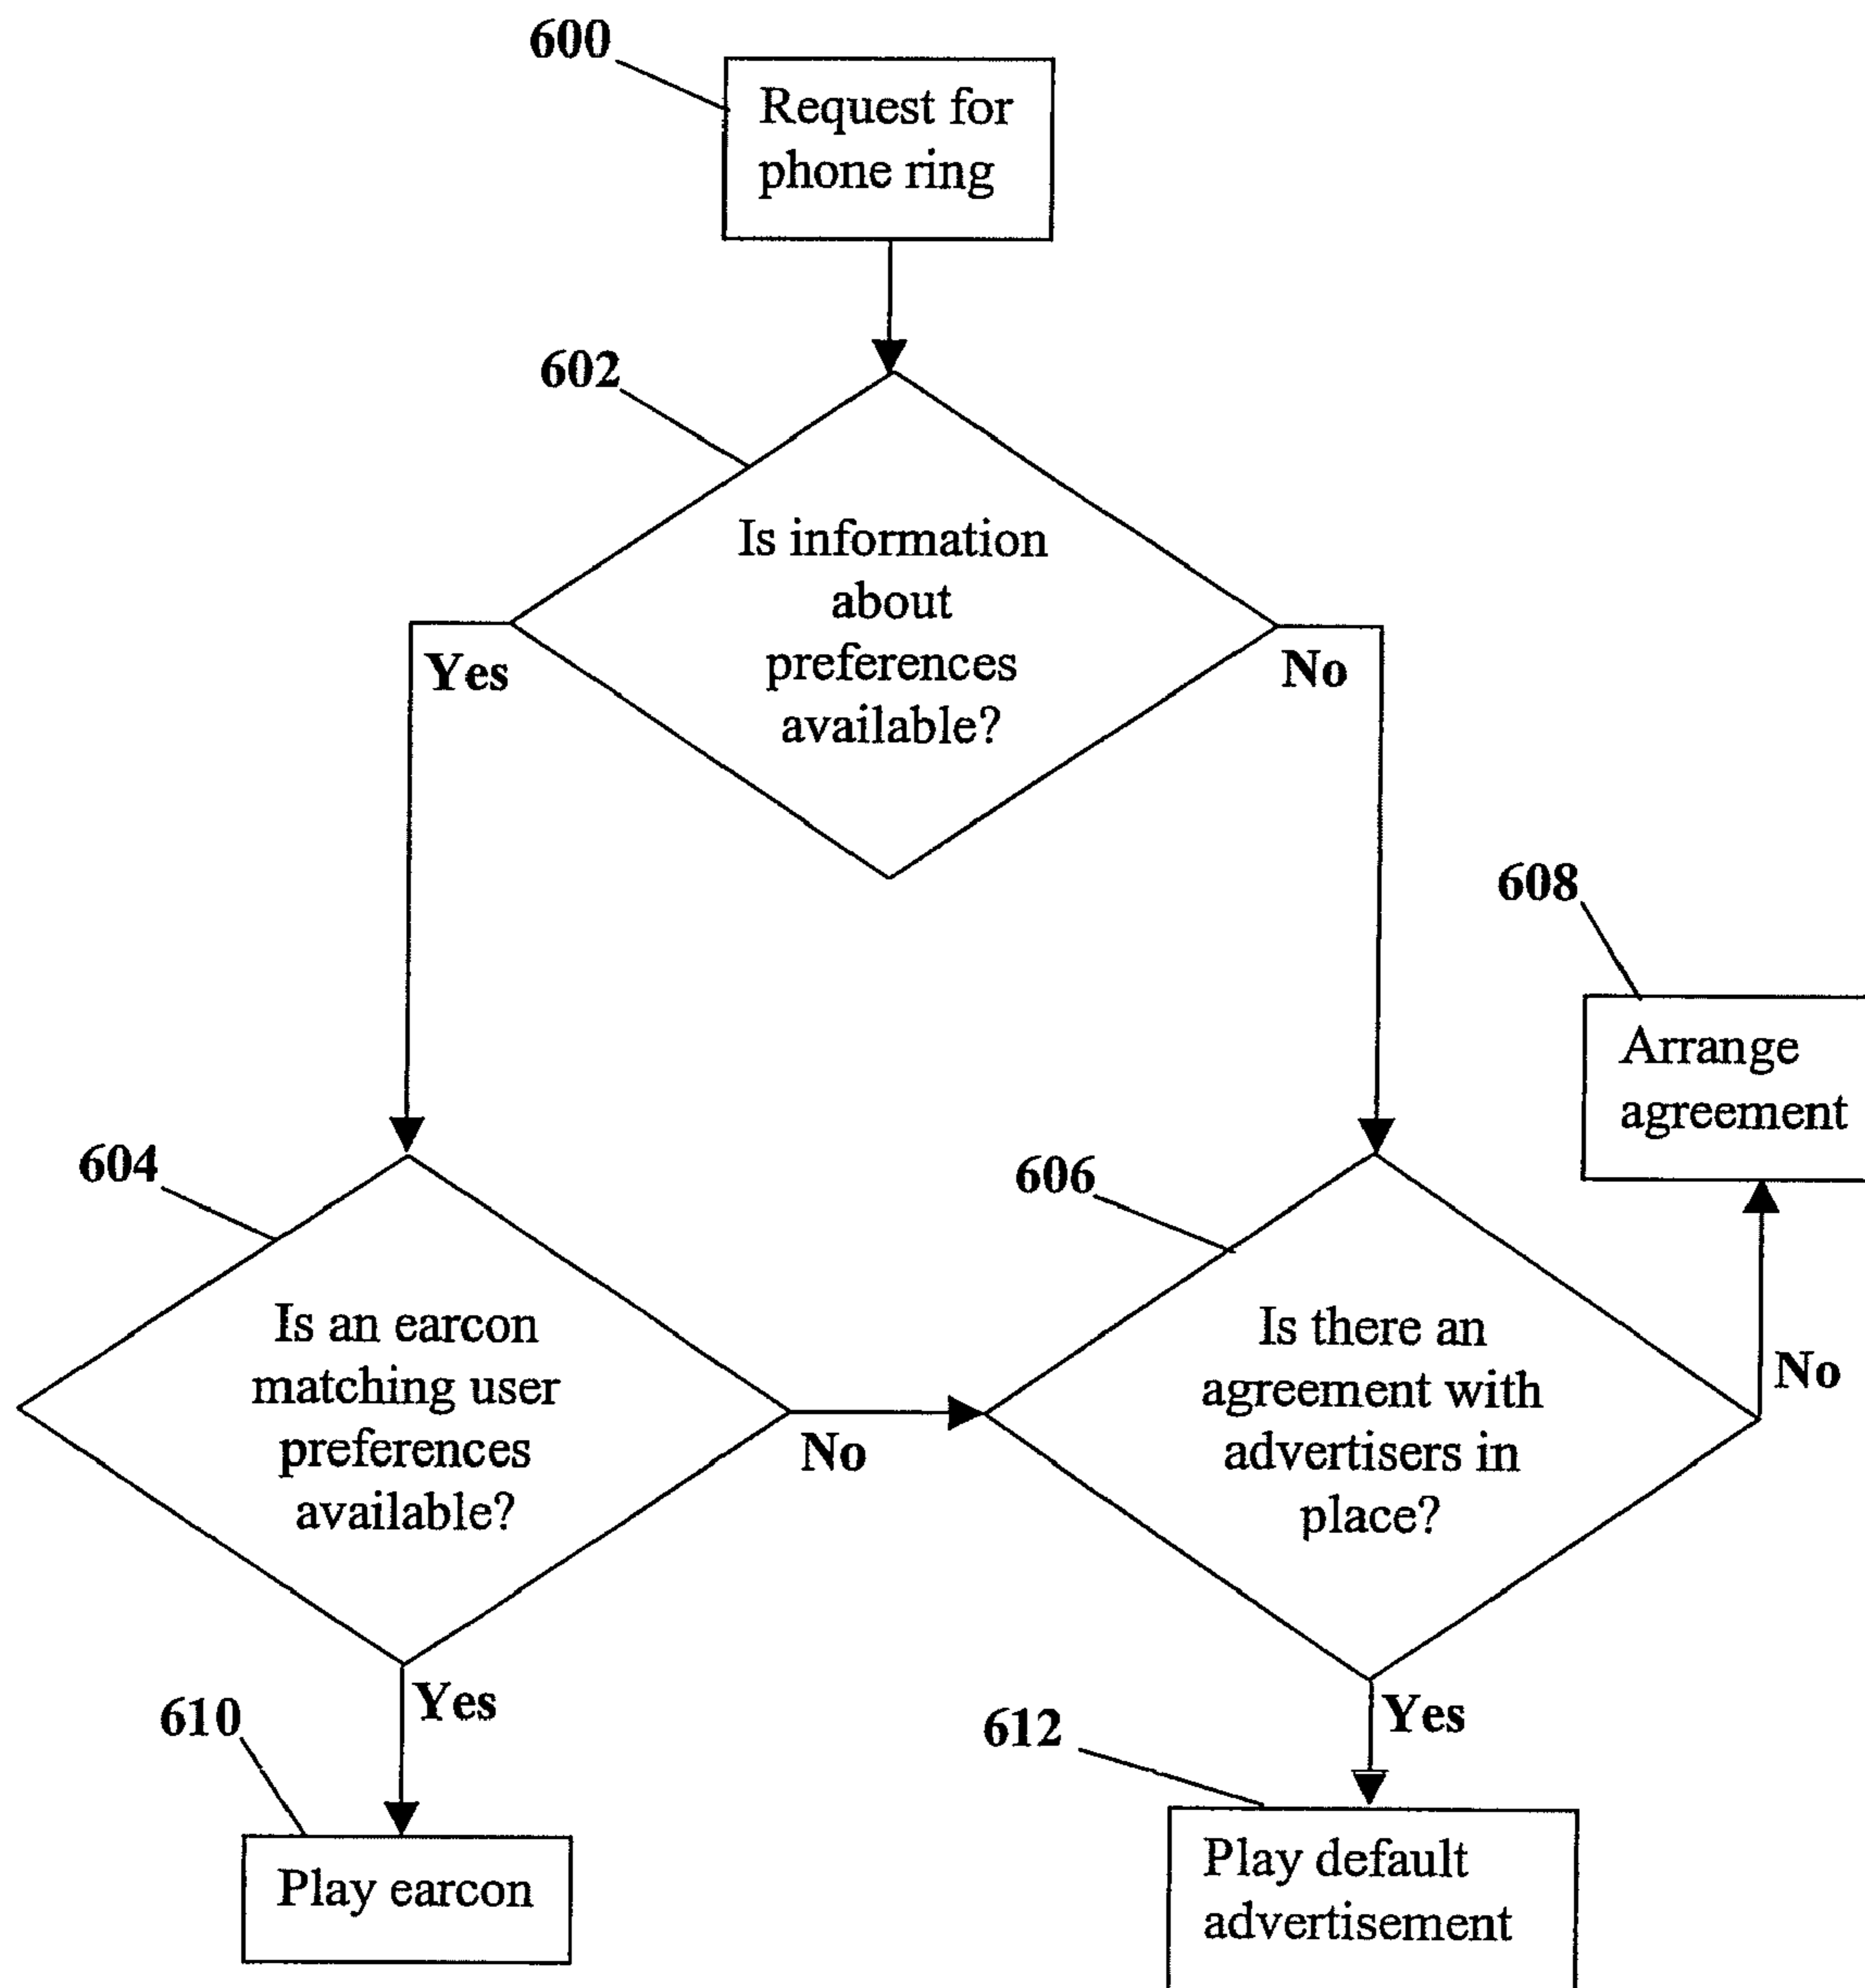 600
Request for
phone ring
602
Is information
about
preferences
available?
Yes
No
608
Arrange
agreement
604
606
Is an earcon
matching user
preferences
available?
No
Is there an
agreement with
advertisers in
place?
No
Yes
Yes
610
612
Play earcon
Play default
advertisement